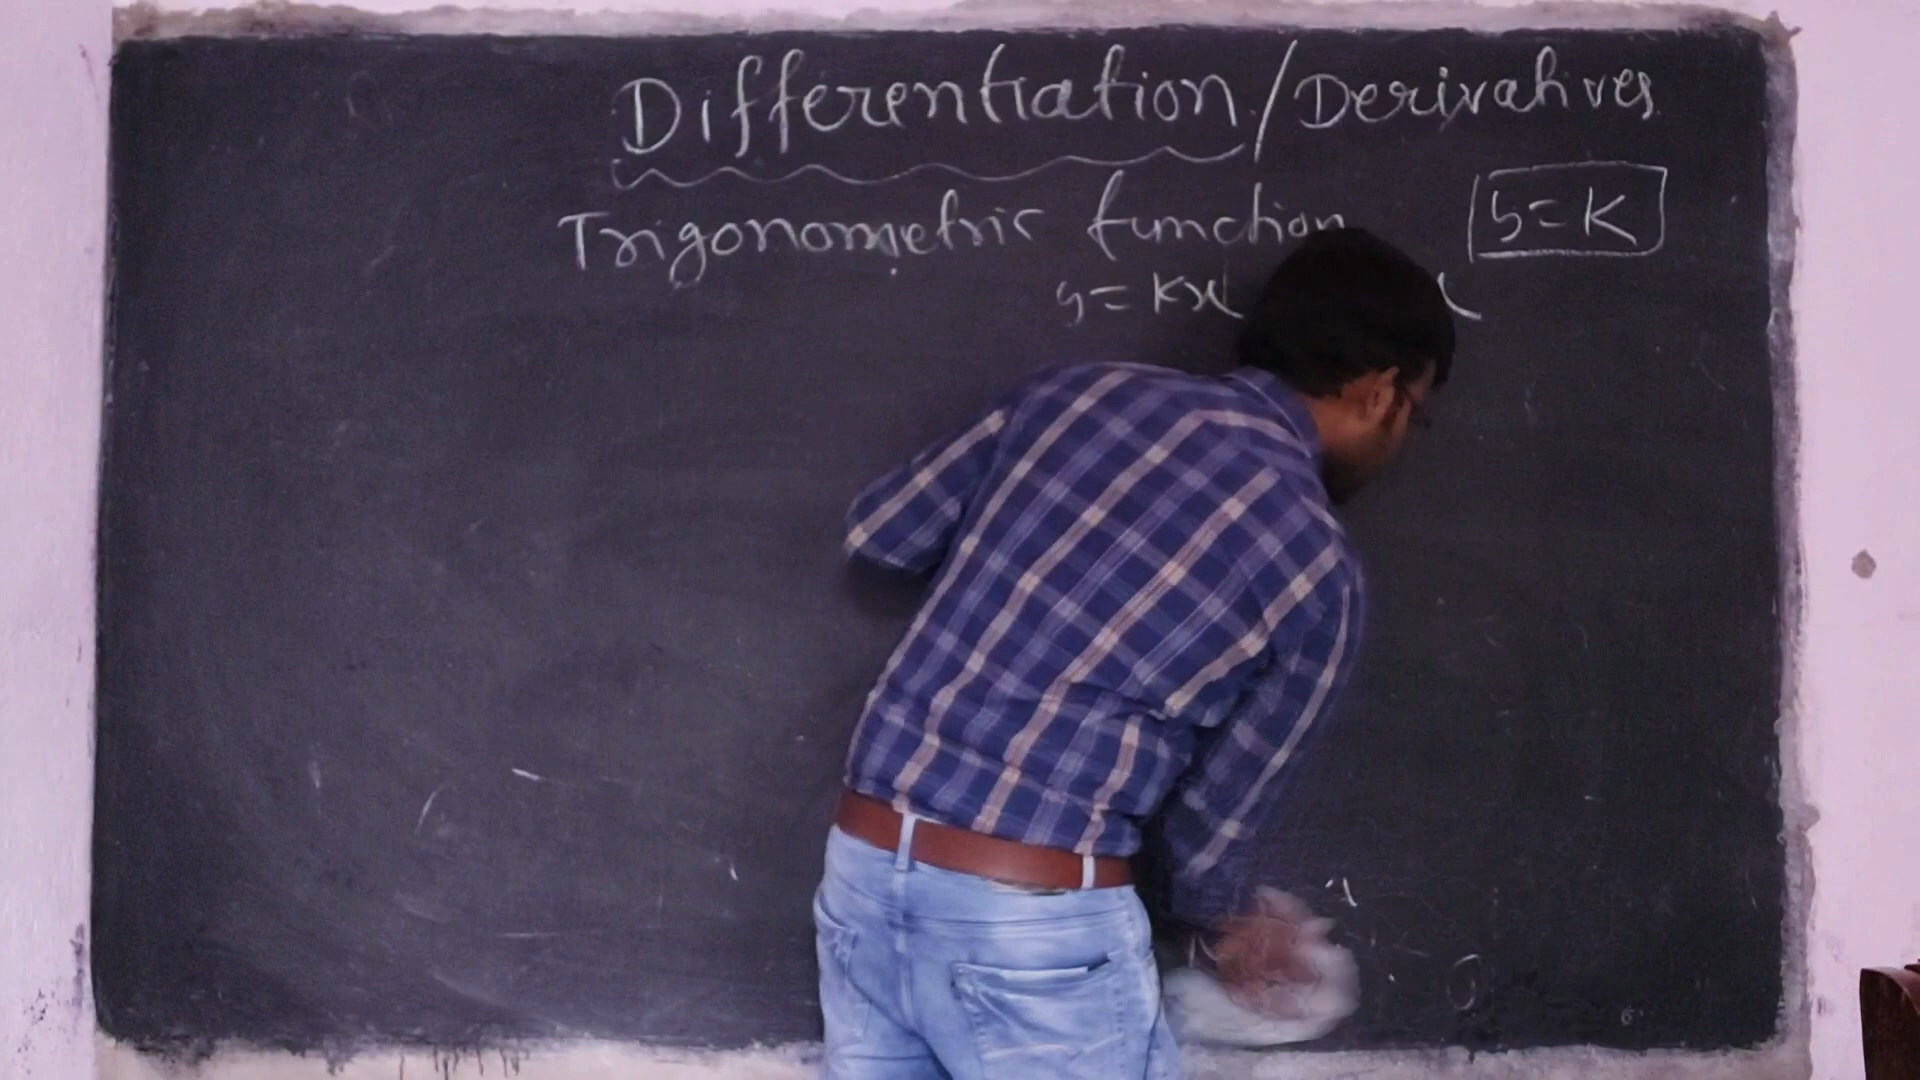 Differentiation/Derivatives
Trigonometric function y=K
y=Kx